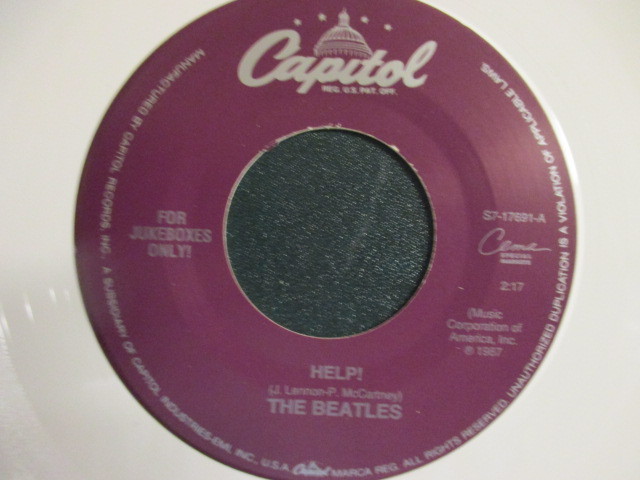 Capitol
REG. U.S. PAT. OFF.
FOR
JUKEBOXES
ONLY!
S7-17691-A
Cema
SPECIAL
MARKETS
2:17
(Music
Corporation of
America, Inc.
℗ 1967
HELP!
(J. Lennon-P. McCartney)
THE BEATLES
MANUFACTURED BY CAPITOL RECORDS, INC., A SUBSIDIARY OF CAPITOL INDUSTRIES-EMI, INC., U.S.A. Capitol MARCA REG. ALL RIGHTS RESERVED. UNAUTHORIZED DUPLICATION IS A VIOLATION OF APPLICABLE LAWS.